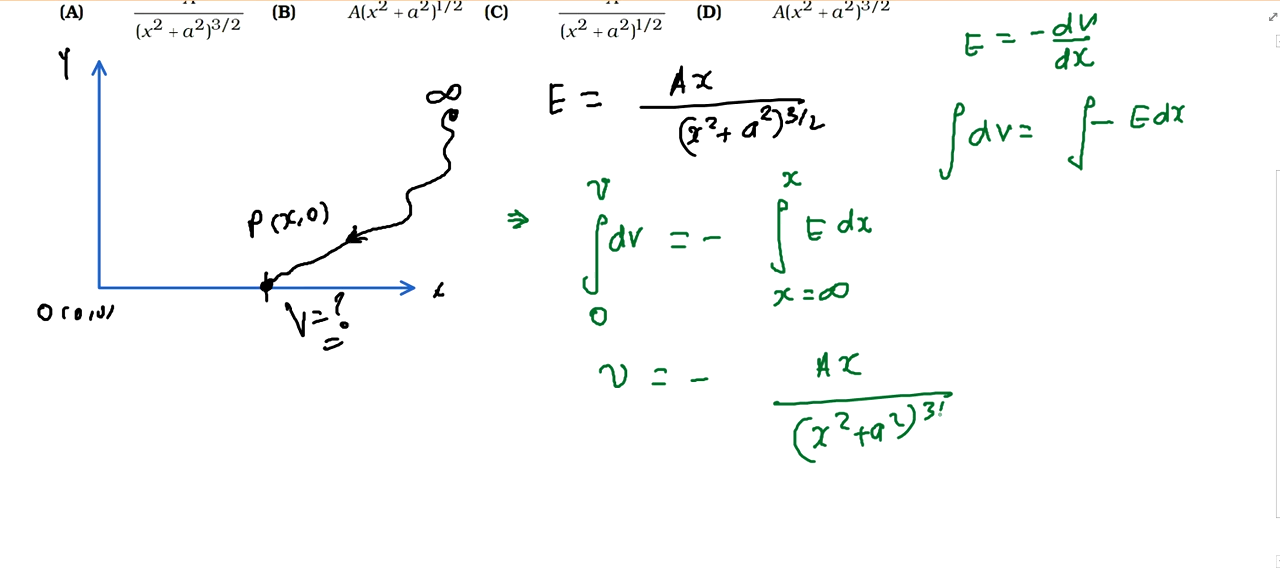 (A) A/(x² + a²)^3/2 (B) A(x² + a²)^1/2 (C) A/(x² + a²)^1/2 (D) A(x² + a²)^3/2
E = -dv/dx
Y
∞
E = Ax/(x² + a²)^3/2
∫dv = ∫- Edx
P(x,0)
⇒ ∫_0^v dv = - ∫_{x=∞}^x E dx
x
O(0,0)
V=?
v = - Ax/(x²+a²)^3/